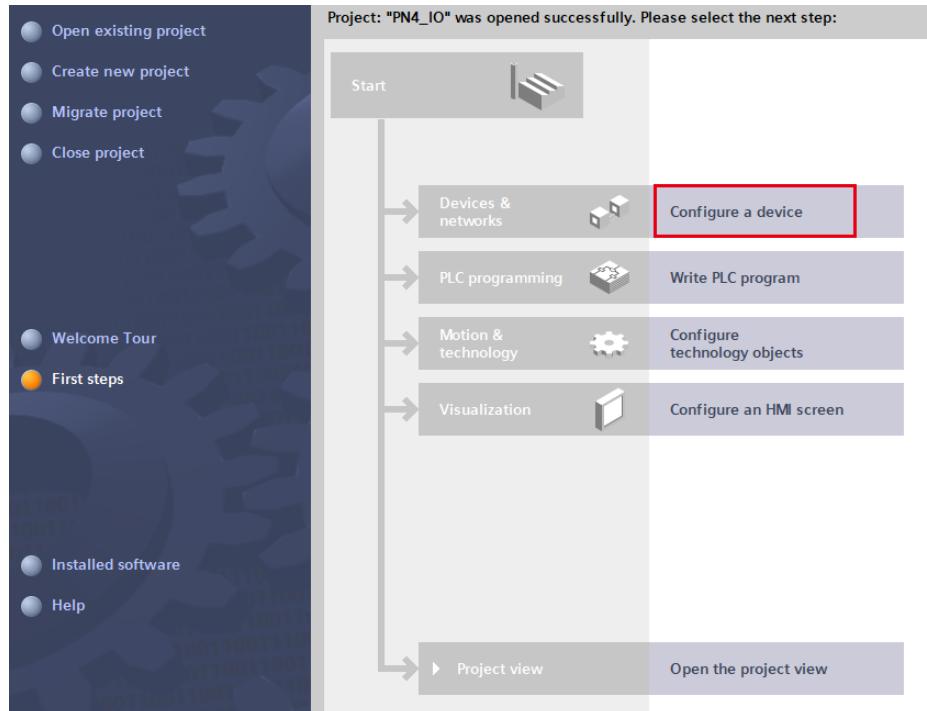 Open existing project
Create new project
Migrate project
Close project
Welcome Tour
First steps
Installed software
Help
Project: "PN4_IO" was opened successfully. Please select the next step:
Start
Devices &
networks
Configure a device
PLC programming
Write PLC program
Motion &
technology
Configure
technology objects
Visualization
Configure an HMI screen
Project view
Open the project view